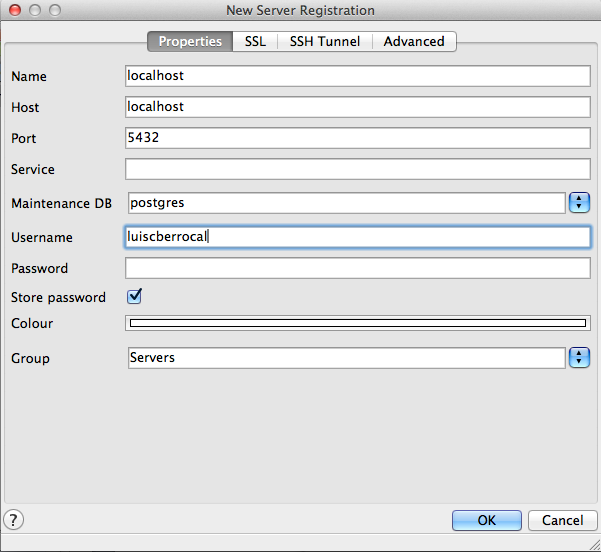 New Server Registration
Properties SSL SSH Tunnel Advanced
Name localhost
Host localhost
Port 5432
Service
Maintenance DB postgres
Username luiscberrocal
Password
Store password
Colour
Group Servers
? OK Cancel